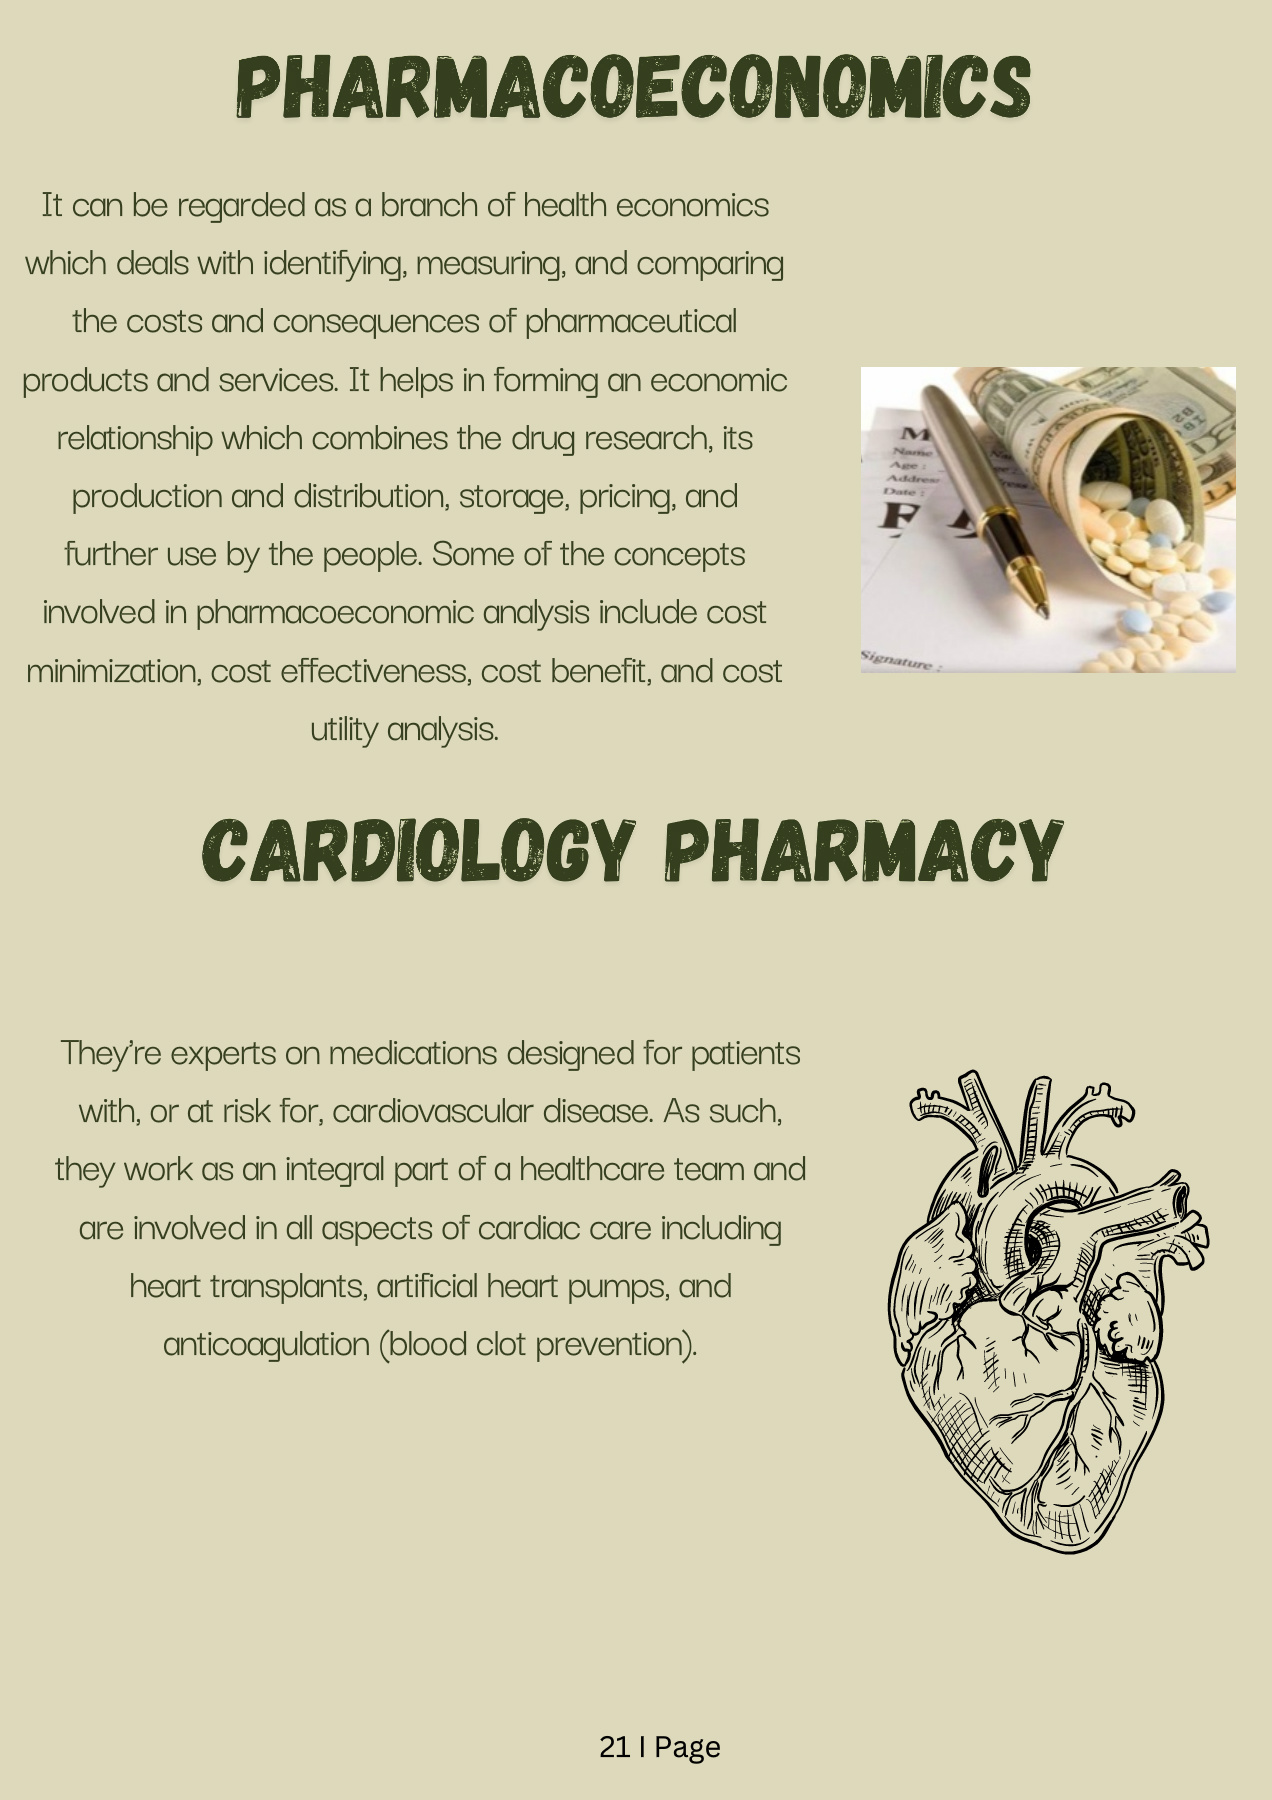 PHARMACOECONOMICS
It can be regarded as a branch of health economics
which deals with identifying, measuring, and comparing
the costs and consequences of pharmaceutical
products and services. It helps in forming an economic
relationship which combines the drug research, its
production and distribution, storage, pricing, and
further use by the people. Some of the concepts
involved in pharmacoeconomic analysis include cost
minimization, cost effectiveness, cost benefit, and cost
utility analysis.
Name
Age :
Address
Date :
Signature :
CARDIOLOGY PHARMACY
They’re experts on medications designed for patients
with, or at risk for, cardiovascular disease. As such,
they work as an integral part of a healthcare team and
are involved in all aspects of cardiac care including
heart transplants, artificial heart pumps, and
anticoagulation (blood clot prevention).
21 I Page